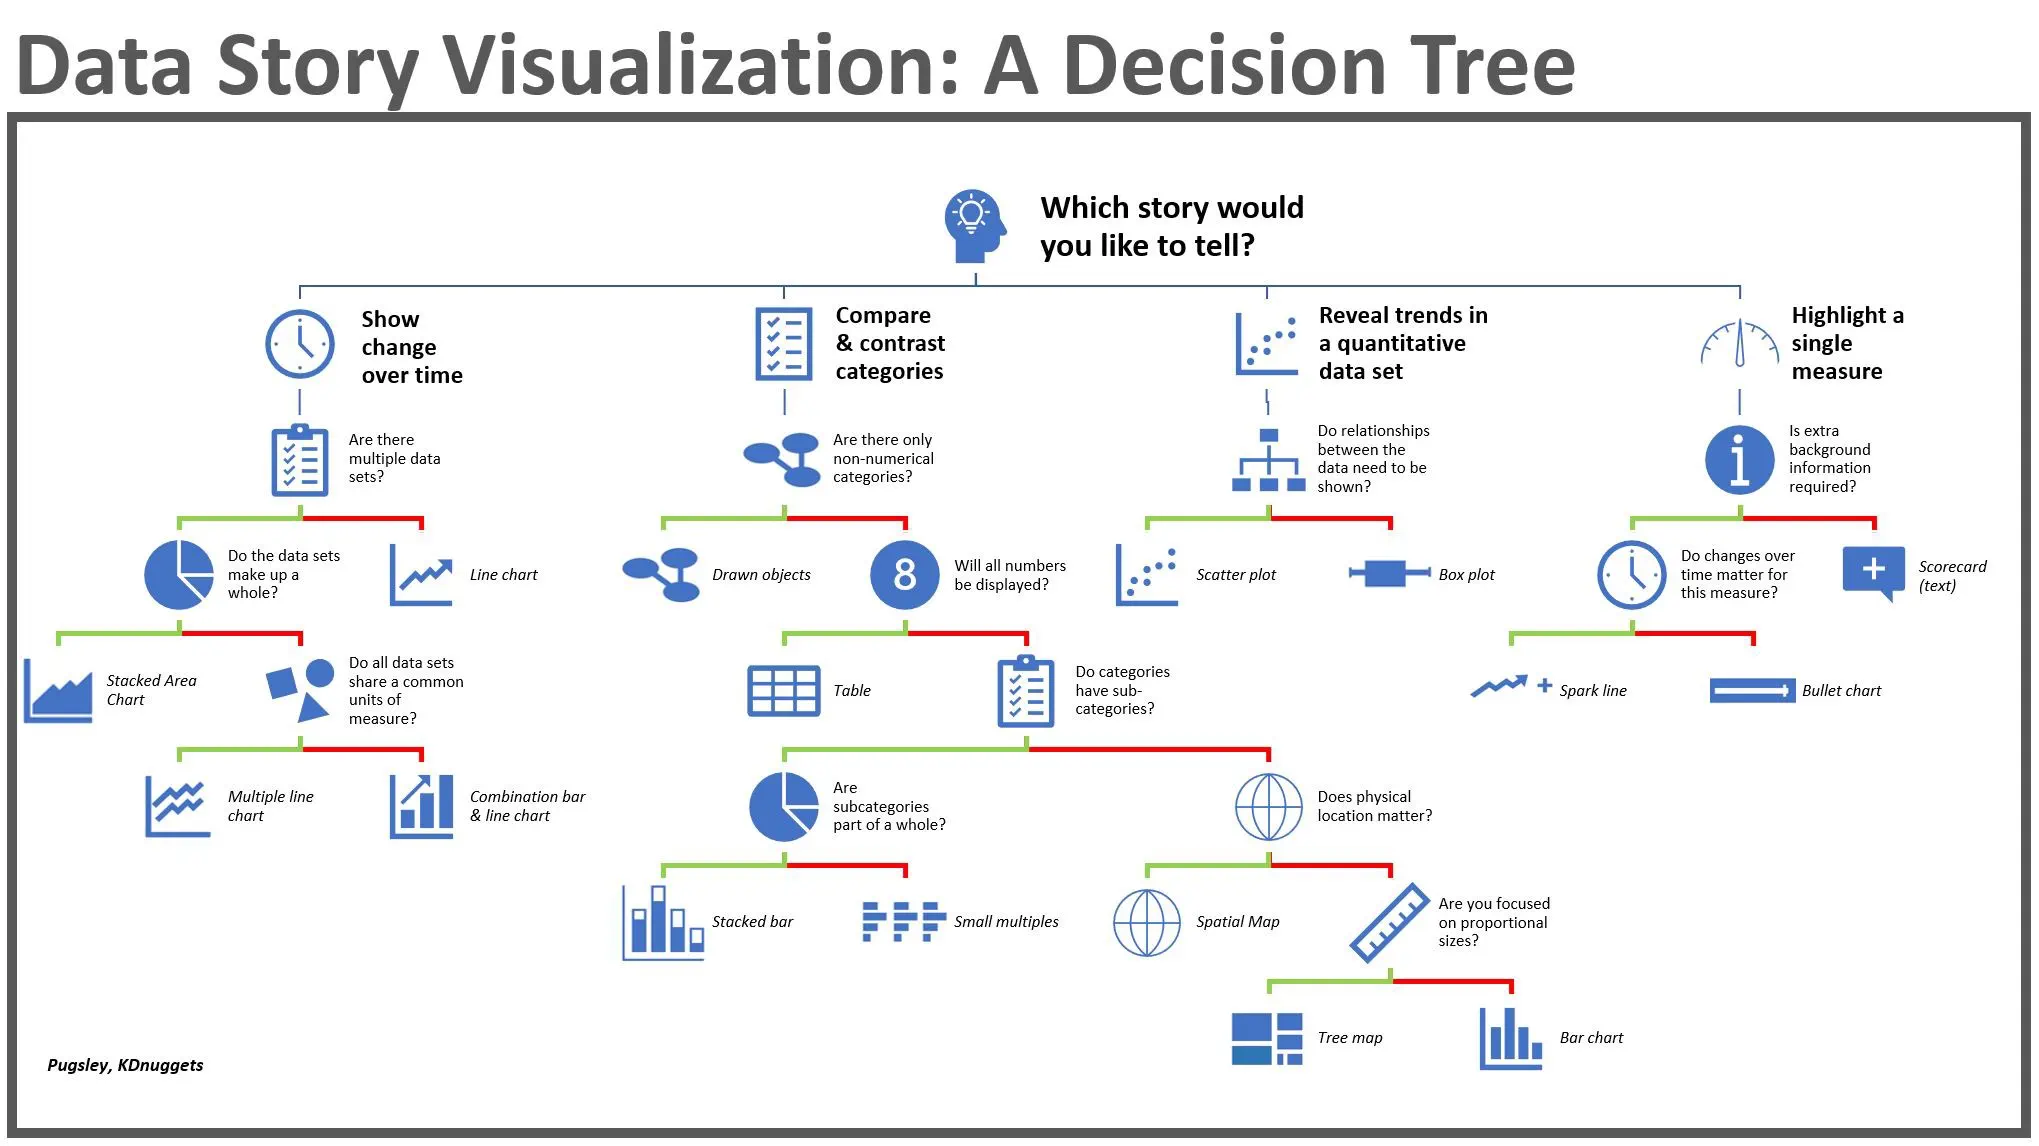 Data Story Visualization: A Decision Tree
Which story would
you like to tell?
Show
change
over time
Compare
& contrast
categories
Reveal trends in
a quantitative
data set
Highlight a
single
measure
Are there
multiple data
sets?
Are there only
non-numerical
categories?
Do relationships
between the
data need to be
shown?
i
Is extra
background
information
required?
Do the data sets
make up a
whole?
Line chart
Drawn objects
8
Will all numbers
be displayed?
Scatter plot
Box plot
Do changes over
time matter for
this measure?
+
Scorecard
(text)
Stacked Area
Chart
Do all data sets
share a common
units of
measure?
Table
Do categories
have sub-
categories?
+ Spark line
Bullet chart
Multiple line
chart
Combination bar
& line chart
Are
subcategories
part of a whole?
Does physical
location matter?
Stacked bar
Small multiples
Spatial Map
Are you focused
on proportional
sizes?
Tree map
Bar chart
Pugsley, KDnuggets